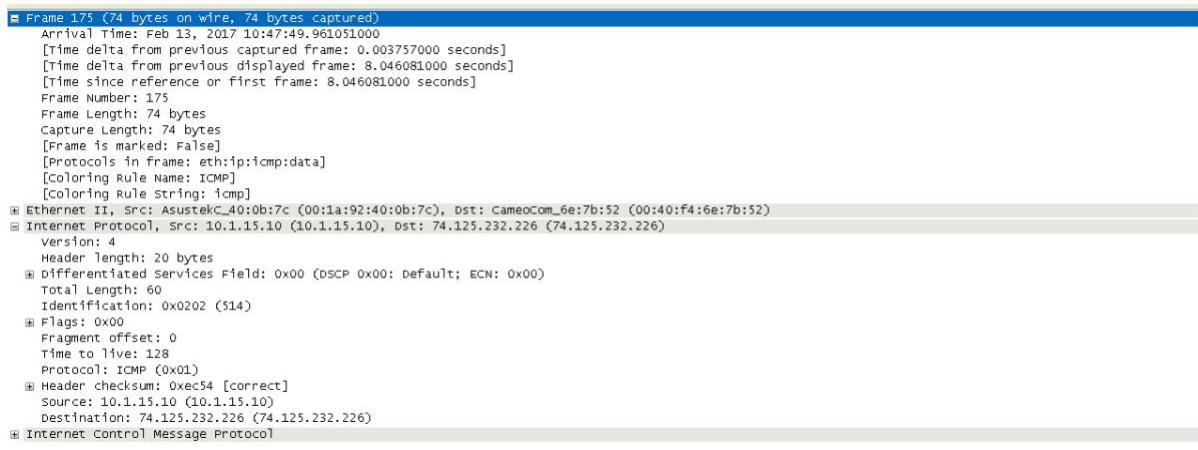 Frame 175 (74 bytes on wire, 74 bytes captured)
Arrival Time: Feb 13, 2017 10:47:49.961051000
[Time delta from previous captured frame: 0.003757000 seconds]
[Time delta from previous displayed frame: 8.046081000 seconds]
[Time since reference or first frame: 8.046081000 seconds]
Frame Number: 175
Frame Length: 74 bytes
Capture Length: 74 bytes
[Frame is marked: False]
[Protocols in frame: eth:ip:icmp:data]
[Coloring Rule Name: ICMP]
[Coloring Rule String: icmp]
Ethernet II, Src: AsustekC_40:0b:7c (00:1a:92:40:0b:7c), Dst: CameoCom_6e:7b:52 (00:40:f4:6e:7b:52)
Internet Protocol, Src: 10.1.15.10 (10.1.15.10), Dst: 74.125.232.226 (74.125.232.226)
Version: 4
Header length: 20 bytes
Differentiated Services Field: 0x00 (DSCP 0x00: Default; ECN: 0x00)
Total Length: 60
Identification: 0x0202 (514)
Flags: 0x00
Fragment offset: 0
Time to live: 128
Protocol: ICMP (0x01)
Header checksum: 0xec54 [correct]
Source: 10.1.15.10 (10.1.15.10)
Destination: 74.125.232.226 (74.125.232.226)
Internet Control Message Protocol